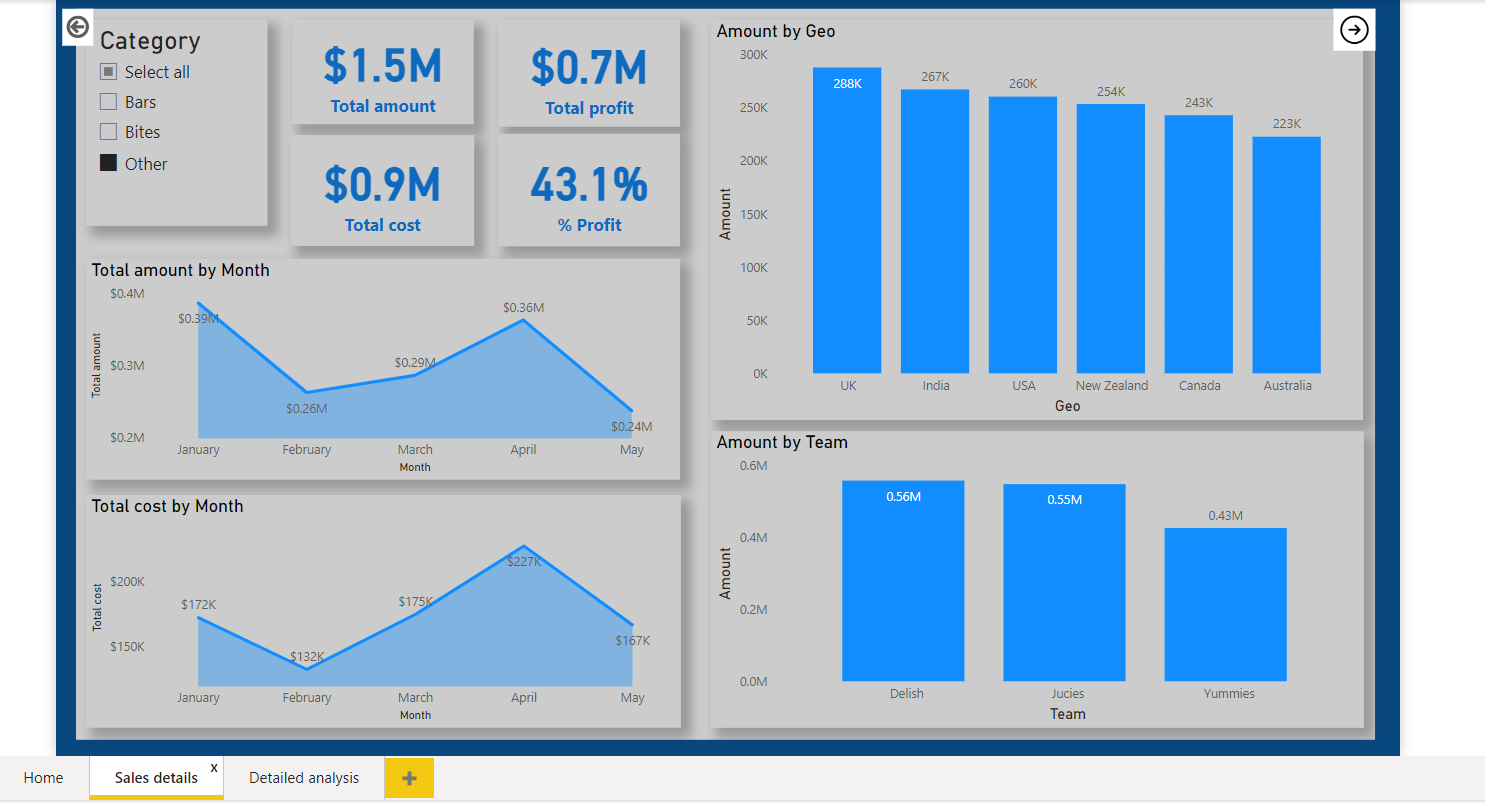 Category
Select all
Bars
Bites
Other
$1.5M
Total amount
$0.7M
Total profit
$0.9M
Total cost
43.1%
% Profit
Total amount by Month
$0.4M
$0.3M
$0.2M
Total amount
$0.39M
$0.26M
$0.29M
$0.36M
$0.24M
January February March April May
Month
Total cost by Month
$200K
$150K
Total cost
$172K
$132K
$175K
$227K
$167K
January February March April May
Month
Amount by Geo
300K
250K
200K
150K
100K
50K
0K
Amount
288K
267K
260K
254K
243K
223K
UK India USA New Zealand Canada Australia
Geo
Amount by Team
0.6M
0.4M
0.2M
0.0M
Amount
0.56M
0.55M
0.43M
Delish Jucies Yummies
Team
Home Sales details x Detailed analysis +